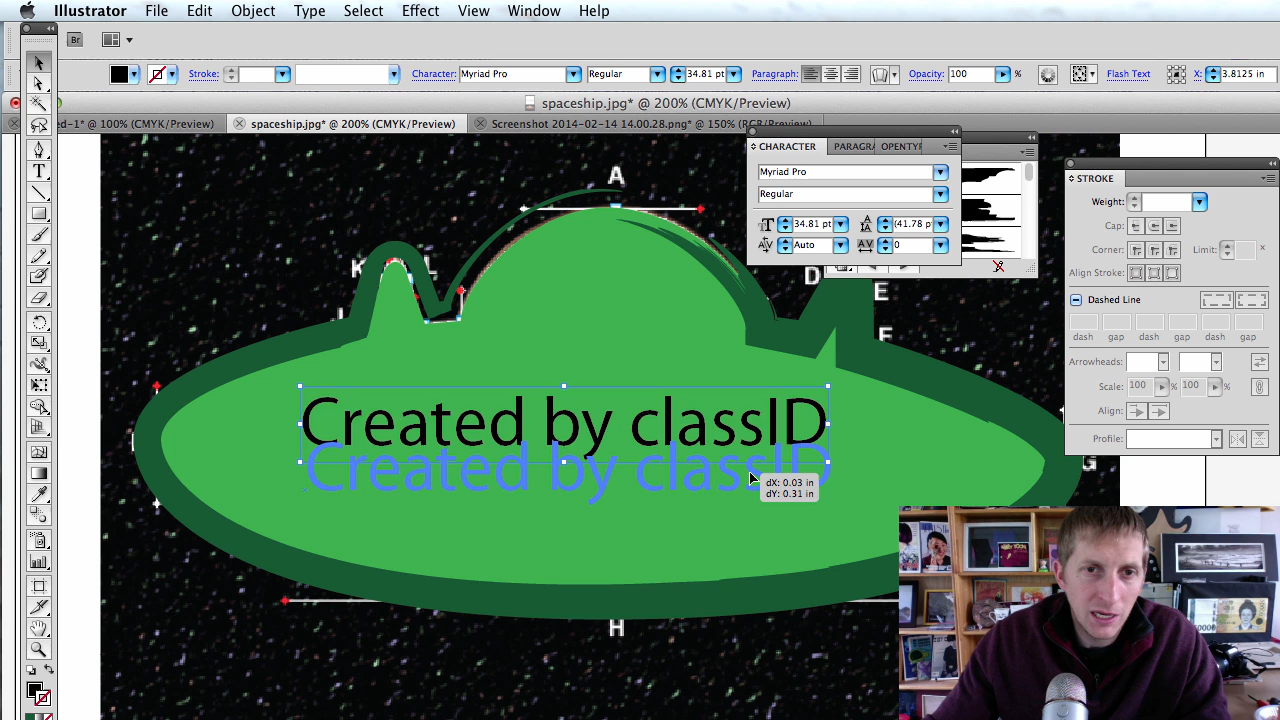 Illustrator File Edit Object Type Select Effect View Window Help
Br
Stroke: Character: Myriad Pro Regular 34.81 pt Paragraph: Opacity: 100 % Flash Text X: 3.8125 in
spaceship.jpg* @ 200% (CMYK/Preview)
ed-1* @ 100% (CMYK/Preview) spaceship.jpg* @ 200% (CMYK/Preview) Screenshot 2014-02-14 14.00.28.png* @ 150% (RGB/Preview)
CHARACTER PARAGRA OPENTYP
Myriad Pro
Regular
34.81 pt (41.78 p
Auto 0
STROKE
Weight:
Cap:
Corner: Limit: x
Align Stroke:
Dashed Line
dash gap dash gap dash gap
Arrowheads:
Scale: 100 % 100 %
Align:
Profile:
A
K L
D
E
F
G
H
Created by classID
Created by classID
dX: 0.03 in
dY: 0.31 in